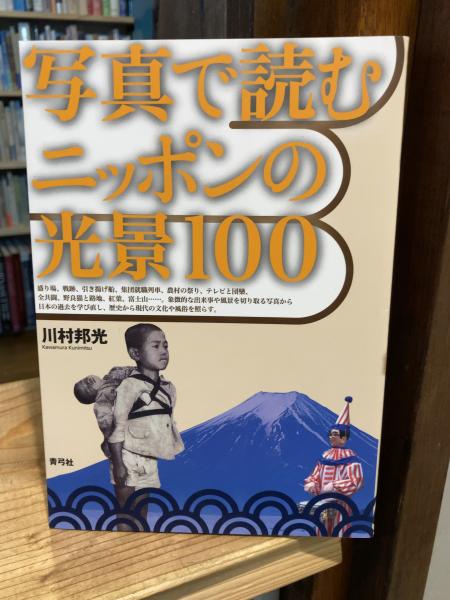 写真で読む
ニッポンの
光景100
盛り場、戦跡、引き揚げ船、集団就職列車、農村の祭り、テレビと団欒、
全共闘、野良猫と路地、紅葉、富士山……。象徴的な出来事や風景を切り取る写真から
日本の過去を学び直し、歴史から現代の文化や風俗を照らす。
川村邦光
Kawamura Kunimitsu
青弓社